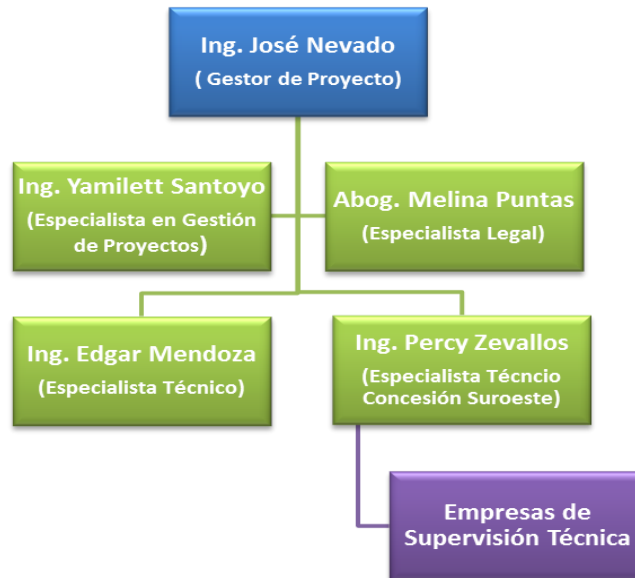 Ing. José Nevado
( Gestor de Proyecto)
Ing. Yamilett Santoyo
(Especialista en Gestión
de Proyectos)
Abog. Melina Puntas
(Especialista Legal)
Ing. Edgar Mendoza
(Especialista Técnico)
Ing. Percy Zevallos
(Especialista Técncio
Concesión Suroeste)
Empresas de
Supervisión Técnica